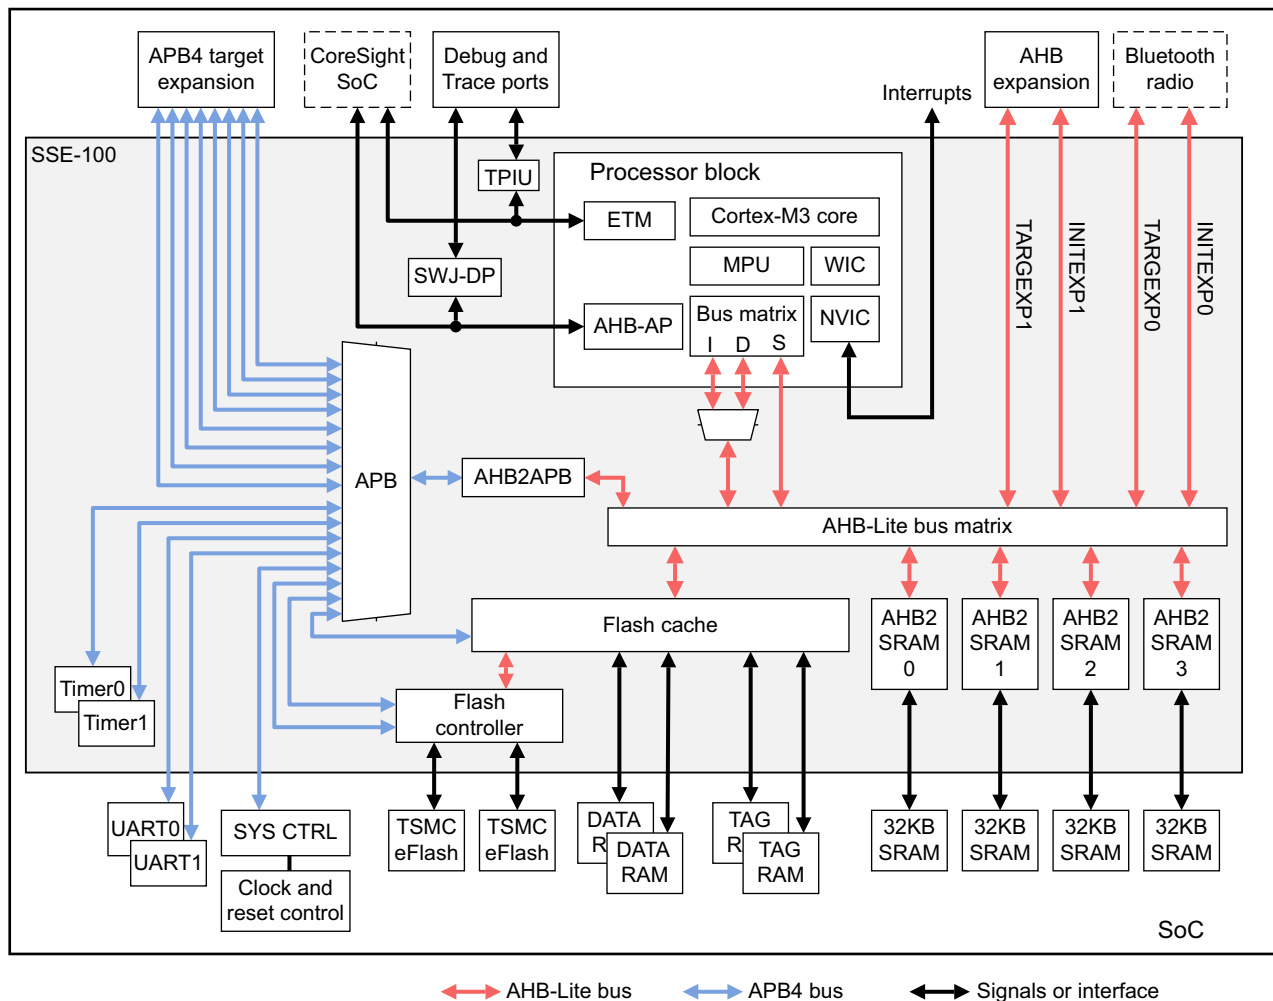 APB4 target
expansion
CoreSight
SoC
Debug and
Trace ports
Interrupts
AHB
expansion
Bluetooth
radio
SSE-100
TPIU
Processor block
ETM
Cortex-M3 core
MPU
WIC
SWJ-DP
AHB-AP
Bus matrix
I D S
NVIC
TARGEXP1
INITEXP1
TARGEXP0
INITEXP0
APB
AHB2APB
AHB-Lite bus matrix
Flash cache
AHB2
SRAM
0
AHB2
SRAM
1
AHB2
SRAM
2
AHB2
SRAM
3
Timer0
Timer1
Flash
controller
UART0
UART1
SYS CTRL
Clock and
reset control
TSMC
eFlash
TSMC
eFlash
DATA
R
DATA
RAM
TAG
R
TAG
RAM
32KB
SRAM
32KB
SRAM
32KB
SRAM
32KB
SRAM
SoC
AHB-Lite bus
APB4 bus
Signals or interface